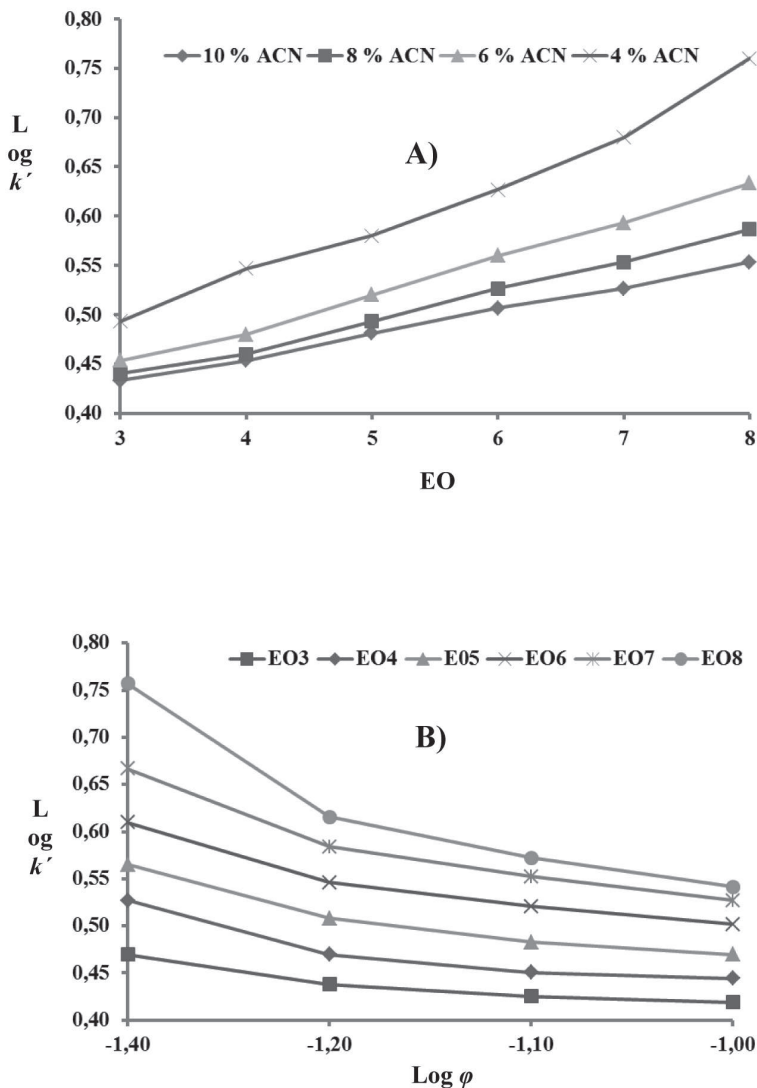 0,80
10 % ACN 8 % ACN 6 % ACN 4 % ACN
0,75
0,70
L
og
k´
A)
0,65
0,60
0,55
0,50
0,45
0,40
3 4 5 6 7 8
EO
0,80
EO3 EO4 E05 EO6 EO7 EO8
0,75
0,70
B)
0,65
L
og
k´
0,60
0,55
0,50
0,45
0,40
-1,40 -1,20 -1,10 -1,00
Log φ